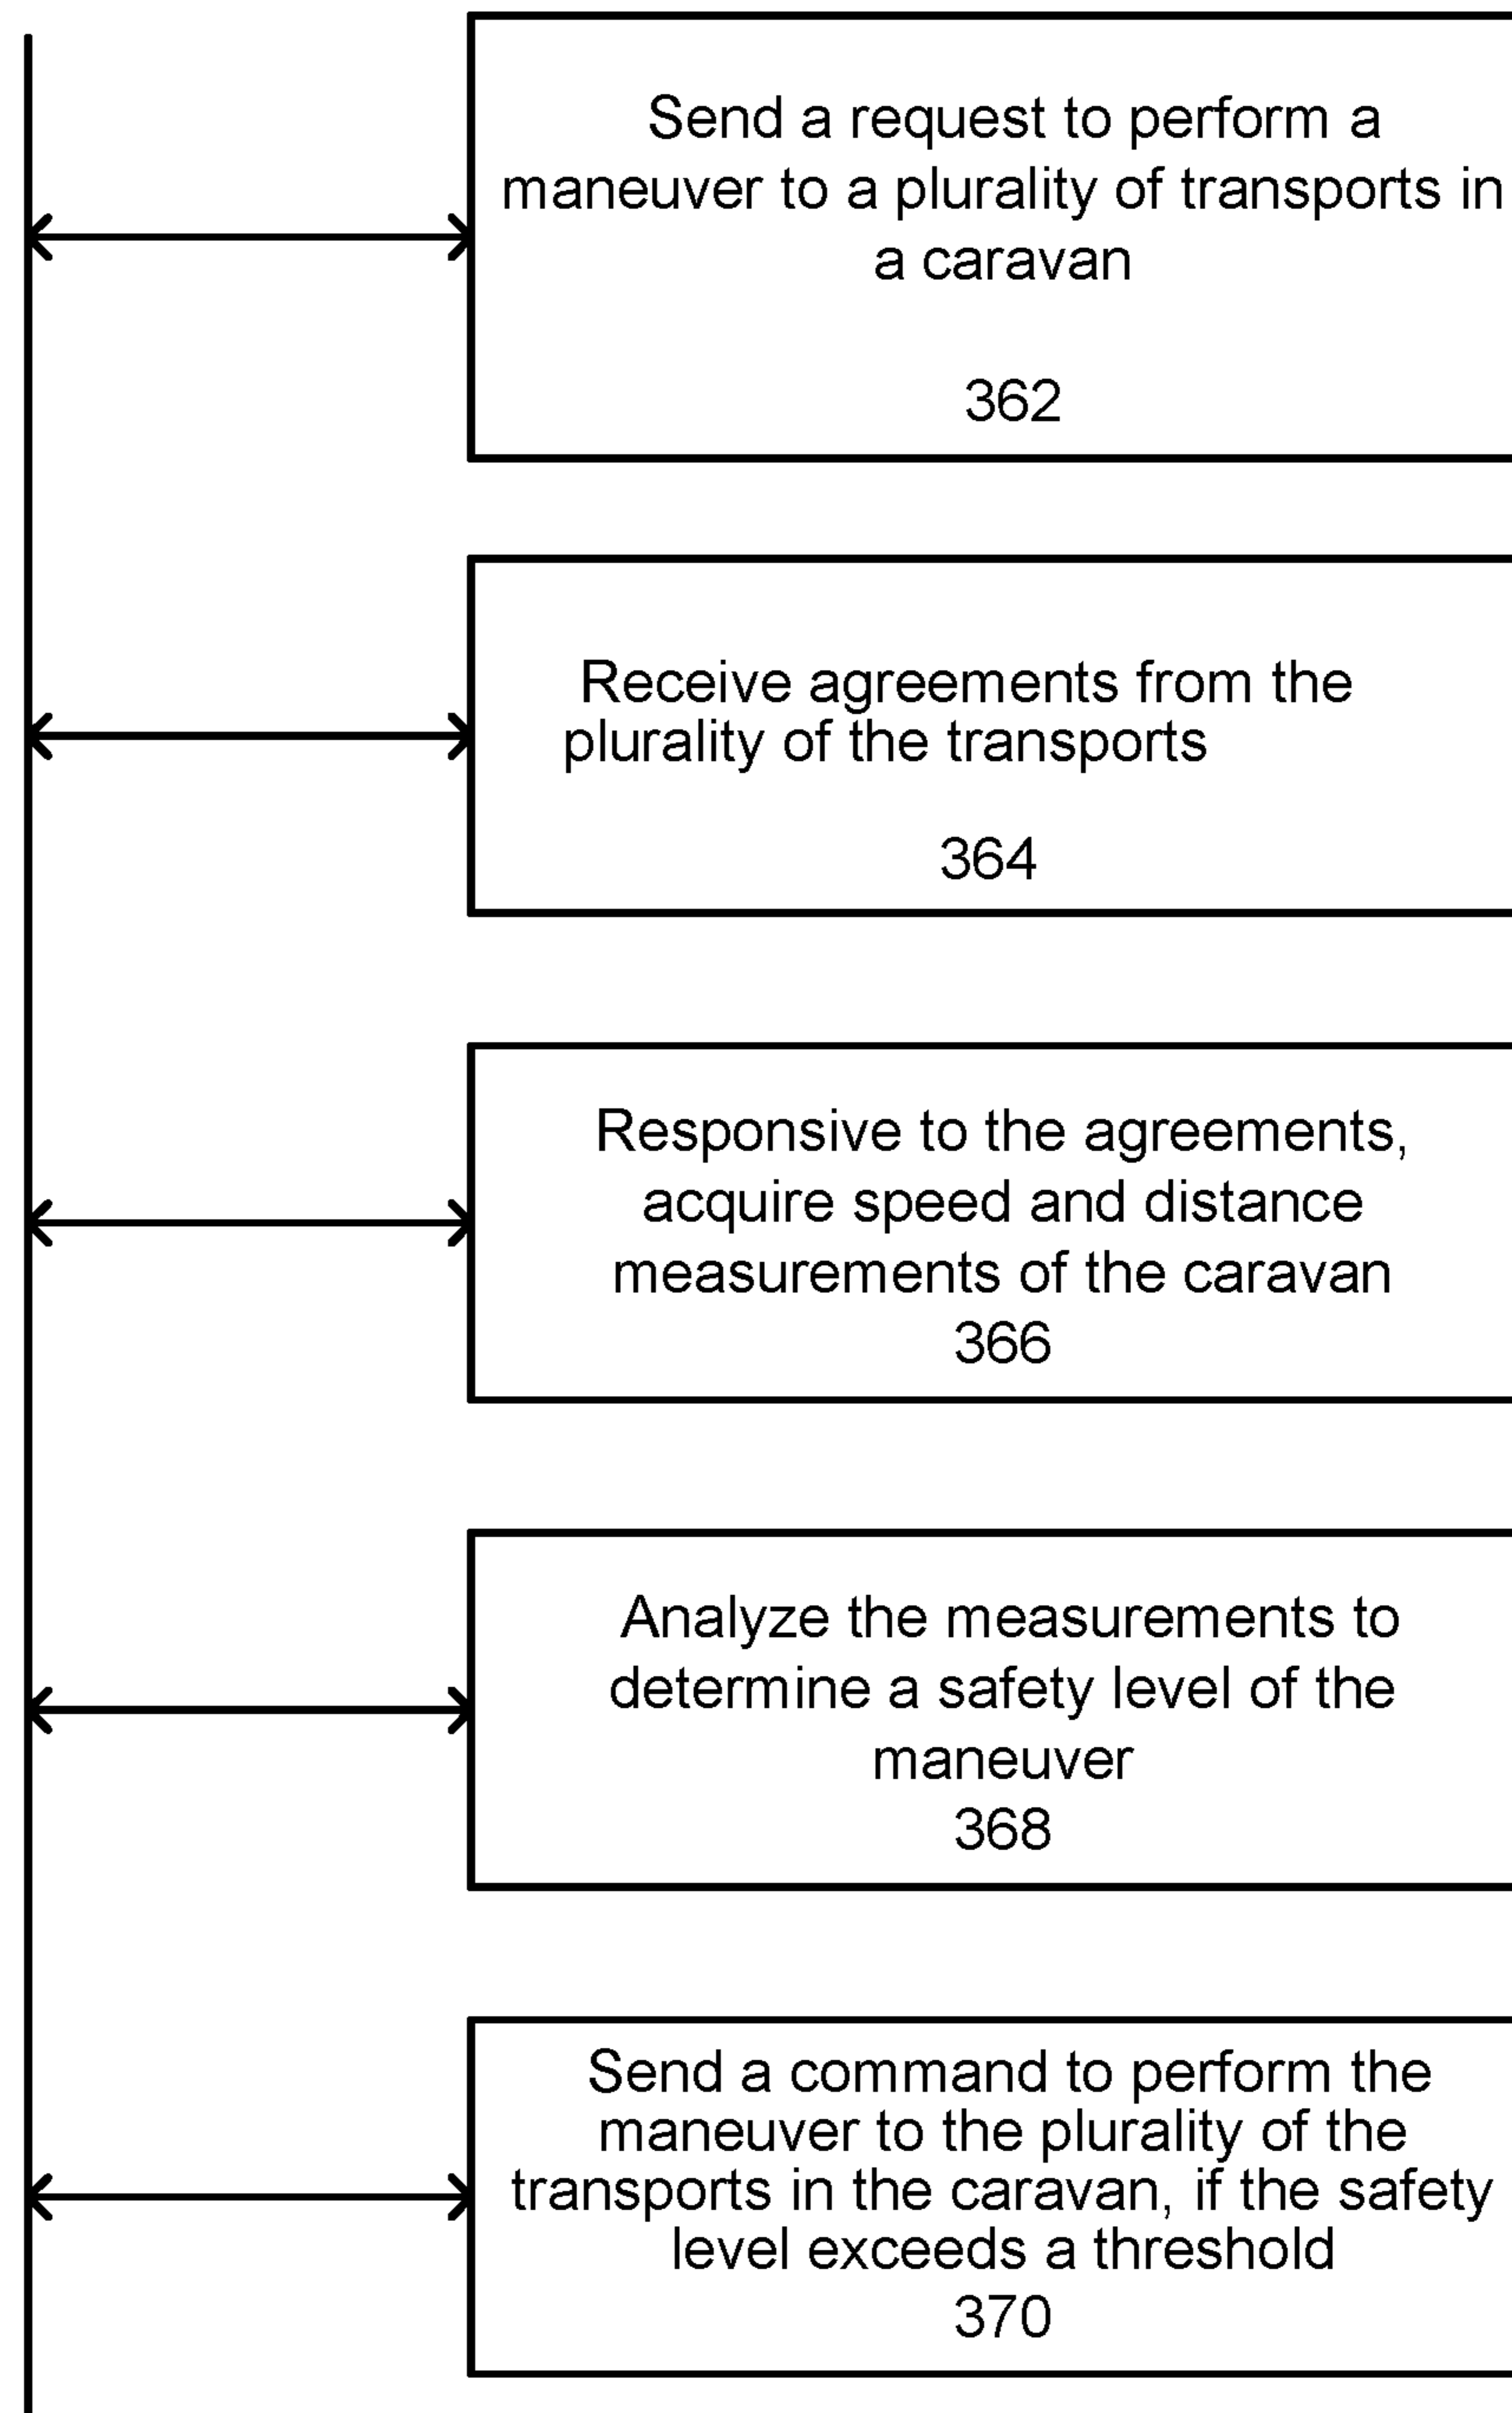 Send a request to perform a
maneuver to a plurality of transports in
a caravan
362
Receive agreements from the
plurality of the transports
364
Responsive to the agreements,
acquire speed and distance
measurements of the caravan
366
Analyze the measurements to
determine a safety level of the
maneuver
368
Send a command to perform the
maneuver to the plurality of the
transports in the caravan, if the safety
level exceeds a threshold
370